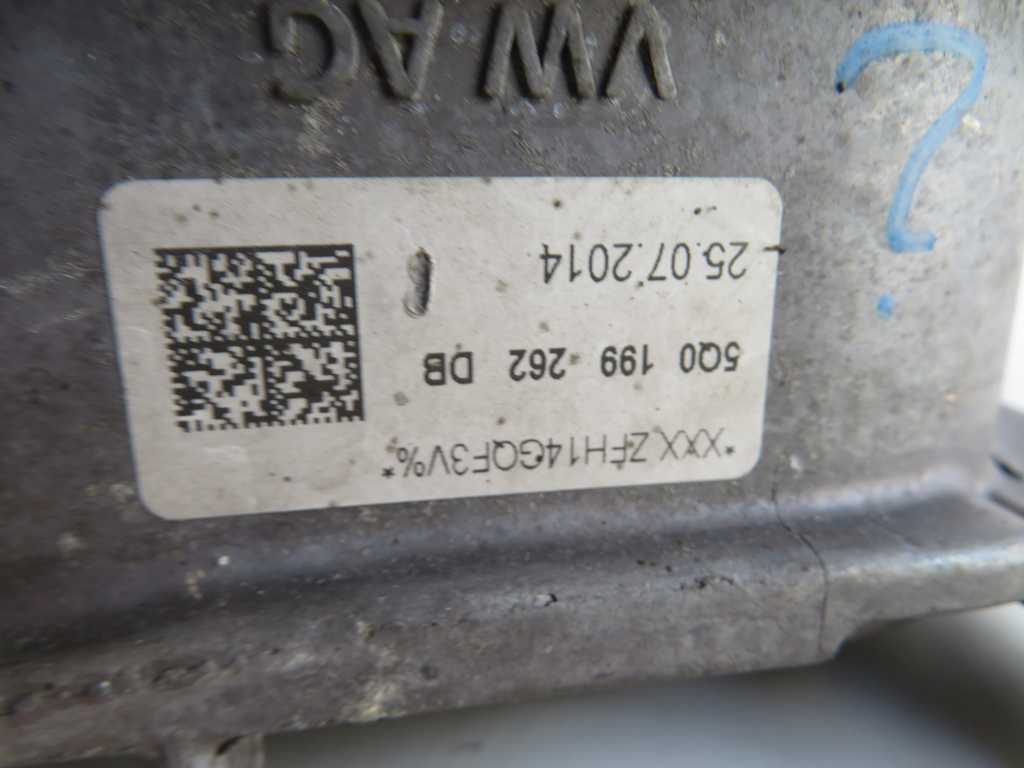 *XXX ZFH14GQF3V%*
5Q0 199 262 DB
25.07.2014
VW AG
?